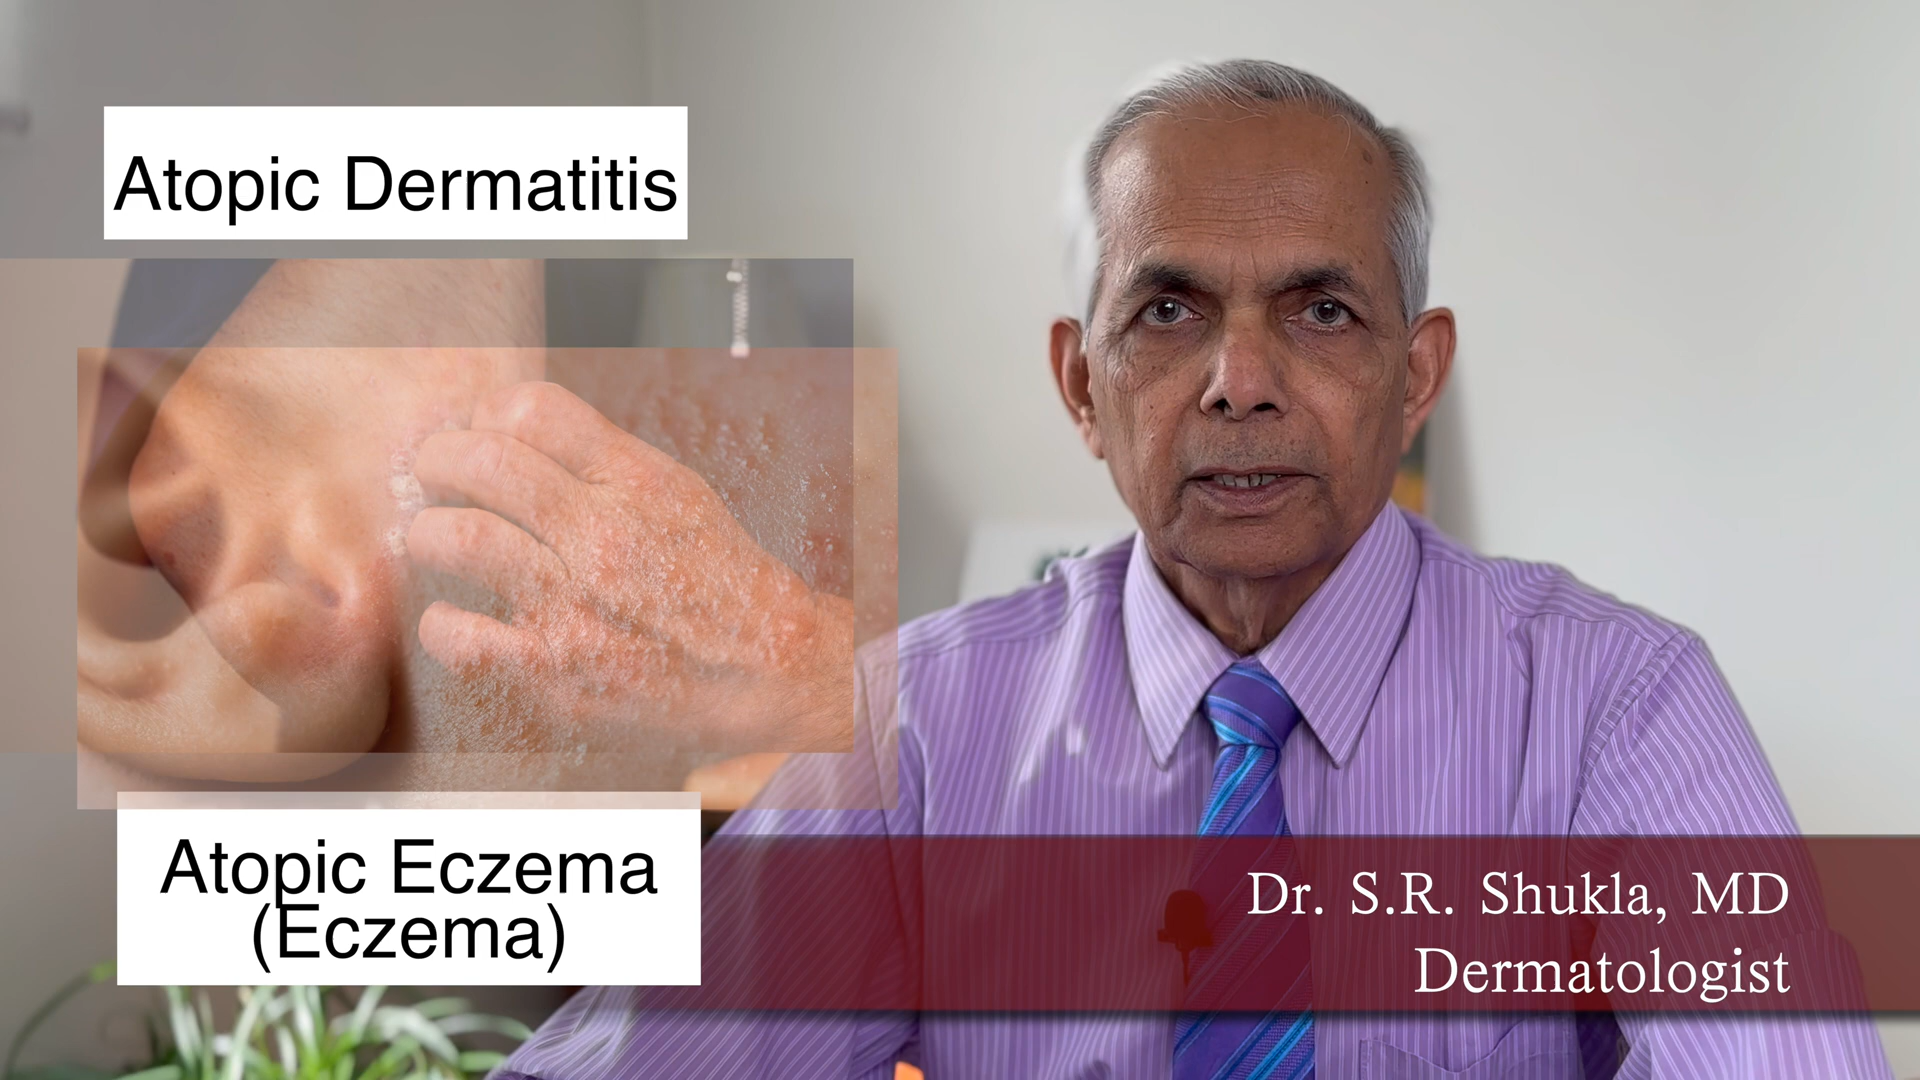 Atopic Dermatitis
Atopic Eczema
(Eczema)
Dr. S.R. Shukla, MD
Dermatologist